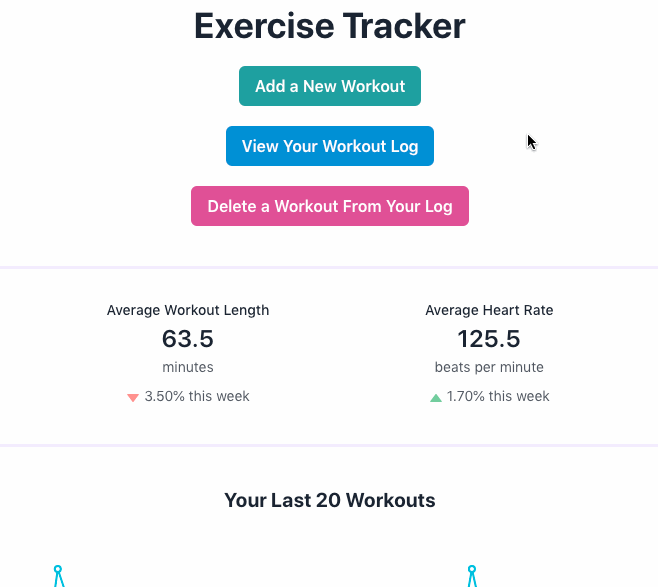 Exercise Tracker
Add a New Workout
View Your Workout Log
Delete a Workout From Your Log
Average Workout Length
63.5
minutes
3.50% this week
Average Heart Rate
125.5
beats per minute
1.70% this week
Your Last 20 Workouts